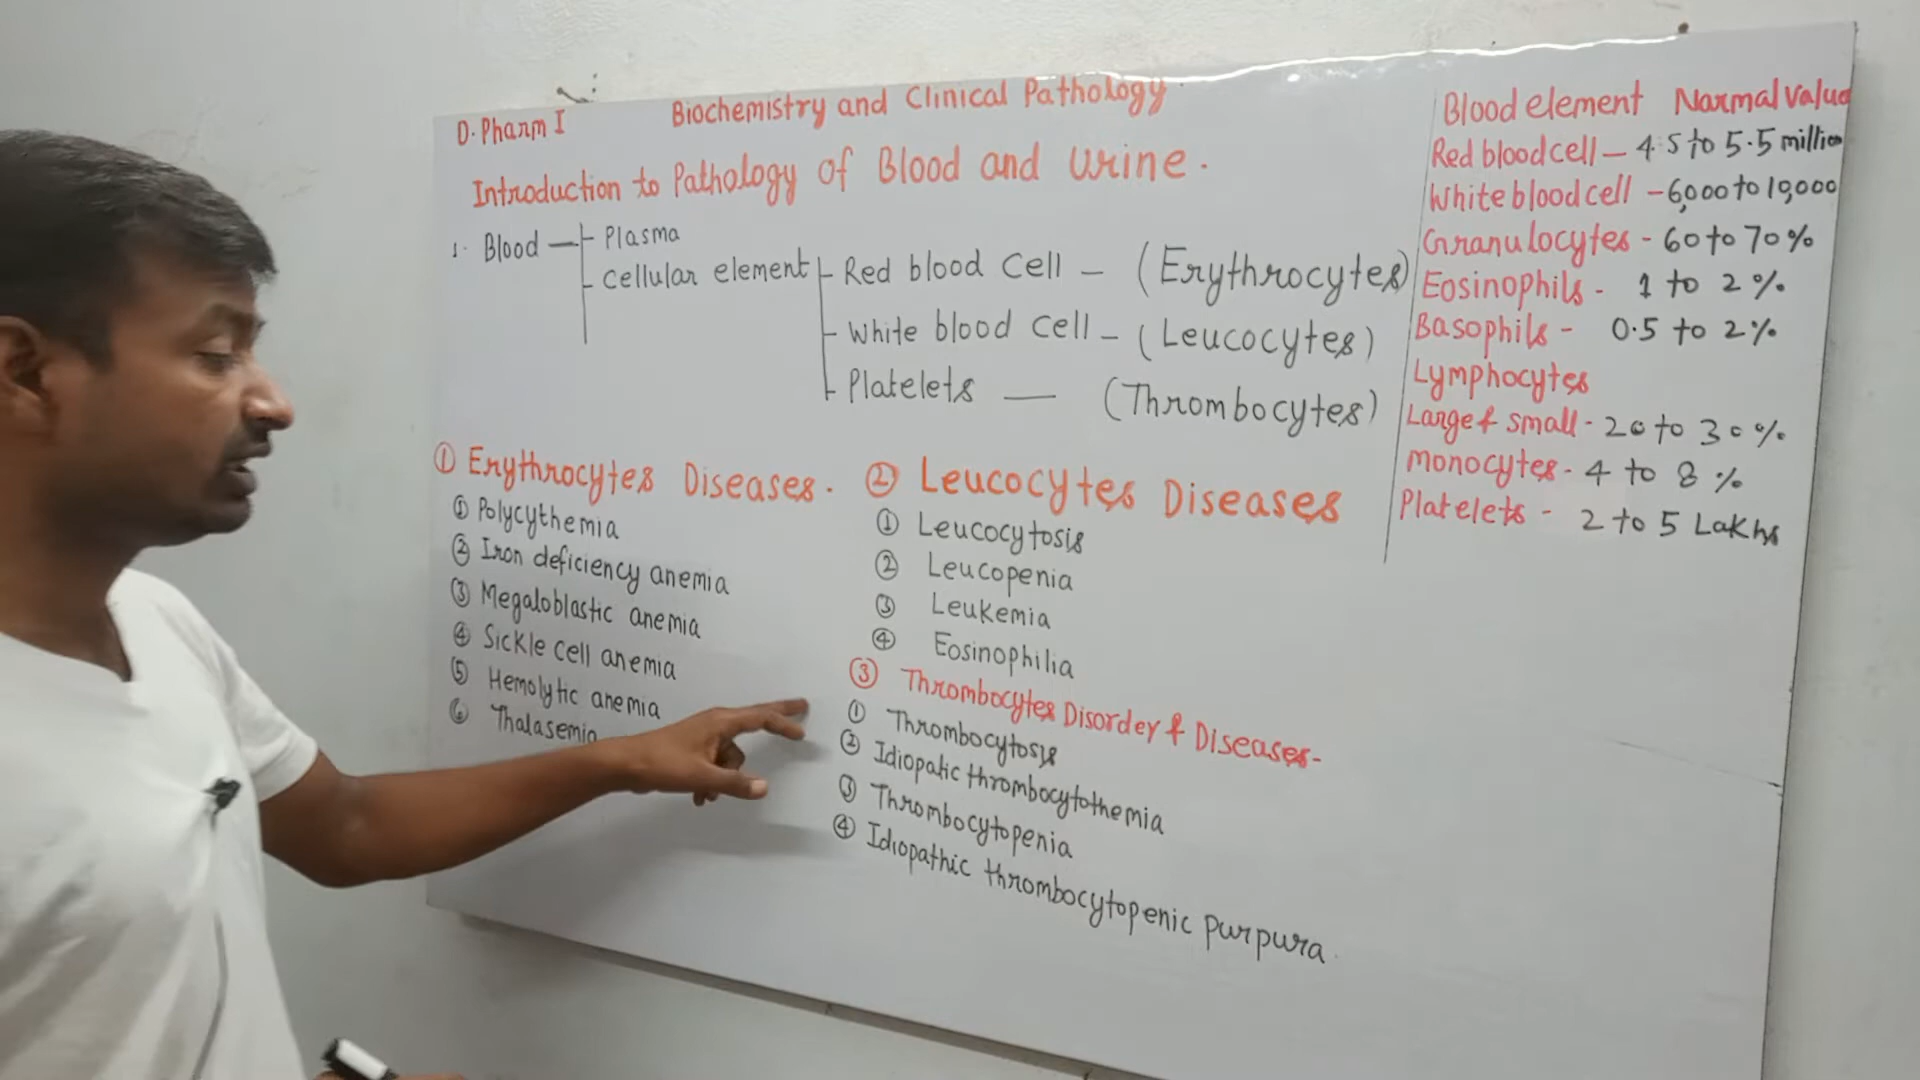 D. Pharm I
Biochemistry and Clinical Pathology
Introduction to Pathology of Blood and Urine.
1. Blood
Plasma
cellular element
Red blood cell - (Erythrocytes)
White blood cell - (Leucocytes)
Platelets — (Thrombocytes)
① Erythrocytes Diseases.
① Polycythemia
② Iron deficiency anemia
③ Megaloblastic anemia
④ Sickle cell anemia
⑤ Hemolytic anemia
⑥ Thalasemia
② Leucocytes Diseases
① Leucocytosis
② Leucopenia
③ Leukemia
④ Eosinophilia
③ Thrombocytes Disorder & Diseases-
① Thrombocytosis
② Idiopatic thrombocytothemia
③ Thrombocytopenia
④ Idiopathic thrombocytopenic purpura.
Blood element Normal Value
Red blood cell - 4.5 to 5.5 million
White blood cell - 6,000 to 10,000
Granulocytes - 60 to 70%
Eosinophils - 1 to 2%
Basophils - 0.5 to 2%
Lymphocytes
Large & small - 20 to 30%
Monocytes - 4 to 8%
Platelets - 2 to 5 Lakhs